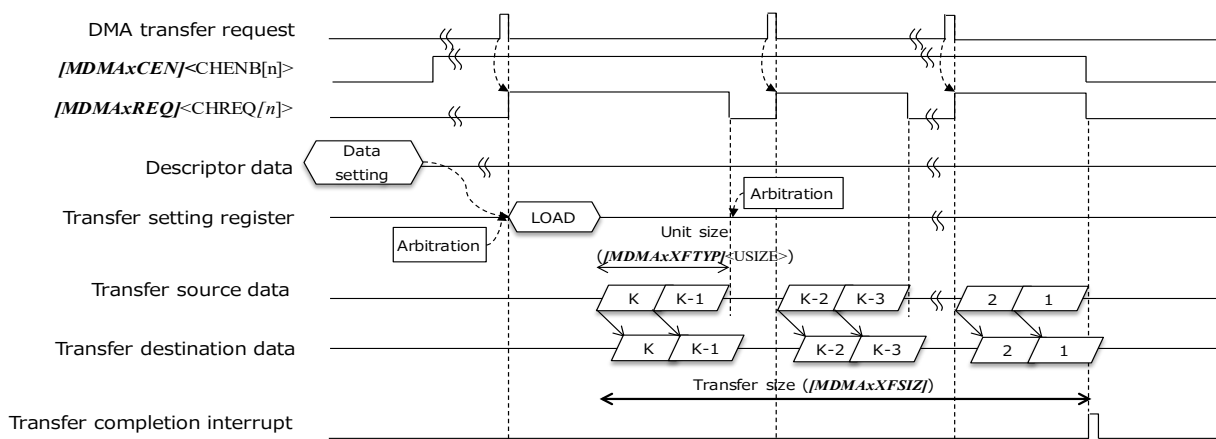 DMA transfer request
[MDMAxCEN]<CHENB[n]>
[MDMAxREQ]<CHREQ[n]>
Descriptor data
Data
setting
Transfer setting register
Arbitration
LOAD
Arbitration
Unit size
([MDMAxXFTYP]<USIZE>)
Transfer source data
K
K-1
K-2
K-3
2
1
Transfer destination data
K
K-1
K-2
K-3
2
1
Transfer size ([MDMAxXFSIZ])
Transfer completion interrupt